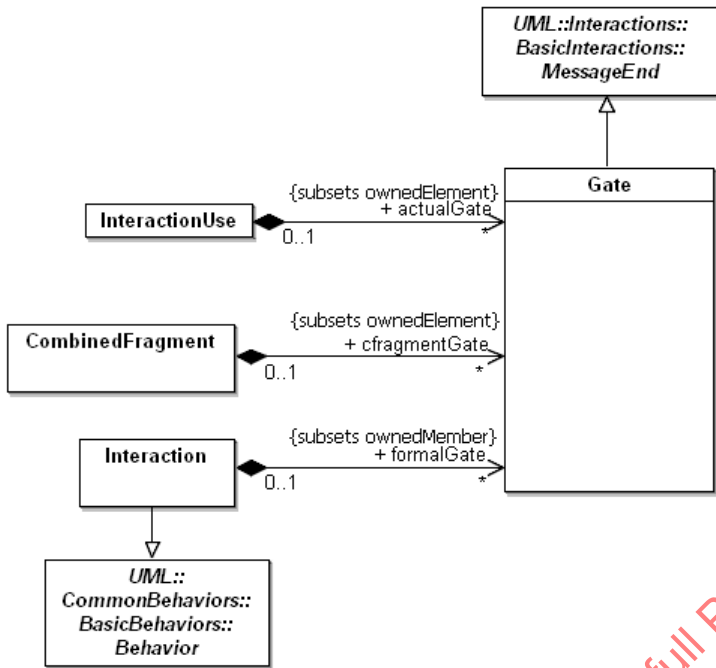 UML::Interactions::
BasicInteractions::
MessageEnd
Gate
{subsets ownedElement}
+ actualGate
InteractionUse
0..1
*
{subsets ownedElement}
+ cfragmentGate
CombinedFragment
0..1
*
{subsets ownedMember}
+ formalGate
Interaction
0..1
*
UML::
CommonBehaviors::
BasicBehaviors::
Behavior
full